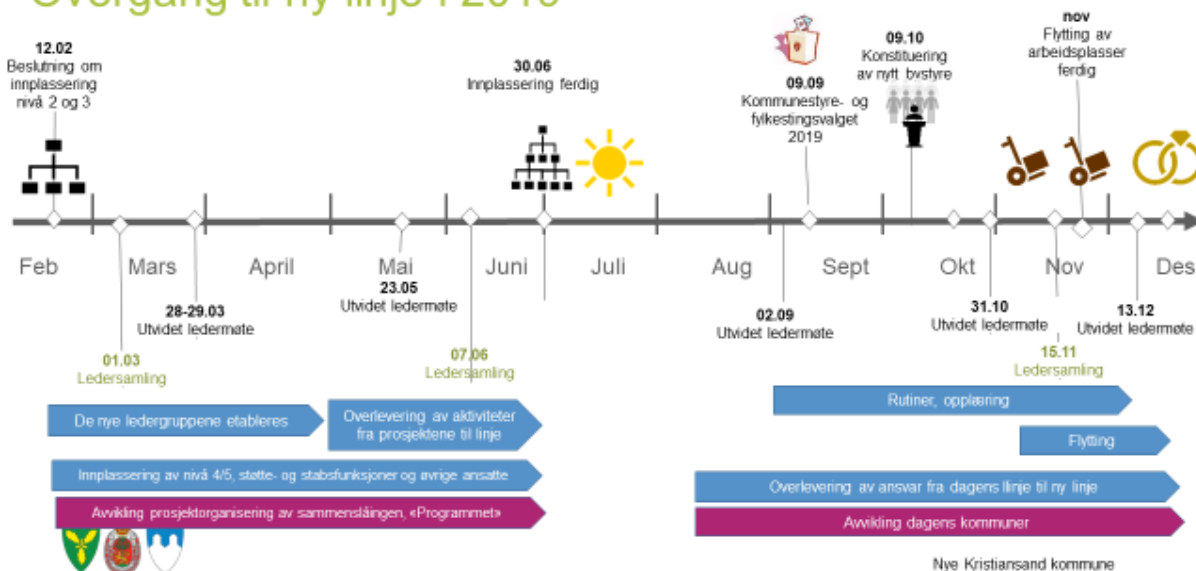 Overgang til ny linje i 2019
12.02
Beslutning om
innplassering
nivå 2 og 3
30.06
Innplassering ferdig
09.09
Kommunestyre- og
fylkestingsvalget
2019
09.10
Konstituering
av nytt bystyre
nov
Flytting av
arbeidsplasser
ferdig
Feb
Mars
April
Mai
Juni
Juli
Aug
Sept
Okt
Nov
Des
28-29.03
Utvidet ledermøte
23.05
Utvidet ledermøte
02.09
Utvidet ledermøte
31.10
Utvidet ledermøte
13.12
Utvidet ledermøte
01.03
Ledersamling
07.06
Ledersamling
15.11
Ledersamling
De nye ledergruppene etableres
Overlevering av aktiviteter
fra prosjektene til linje
Rutiner, opplæring
Flytting
Innplassering av nivå 4/5, støtte- og stabsfunksjoner og øvrige ansatte
Overlevering av ansvar fra dagens llinje til ny linje
Avvikling prosjektorganisering av sammenslåingen, «Programmet»
Avvikling dagens kommuner
Nye Kristiansand kommune